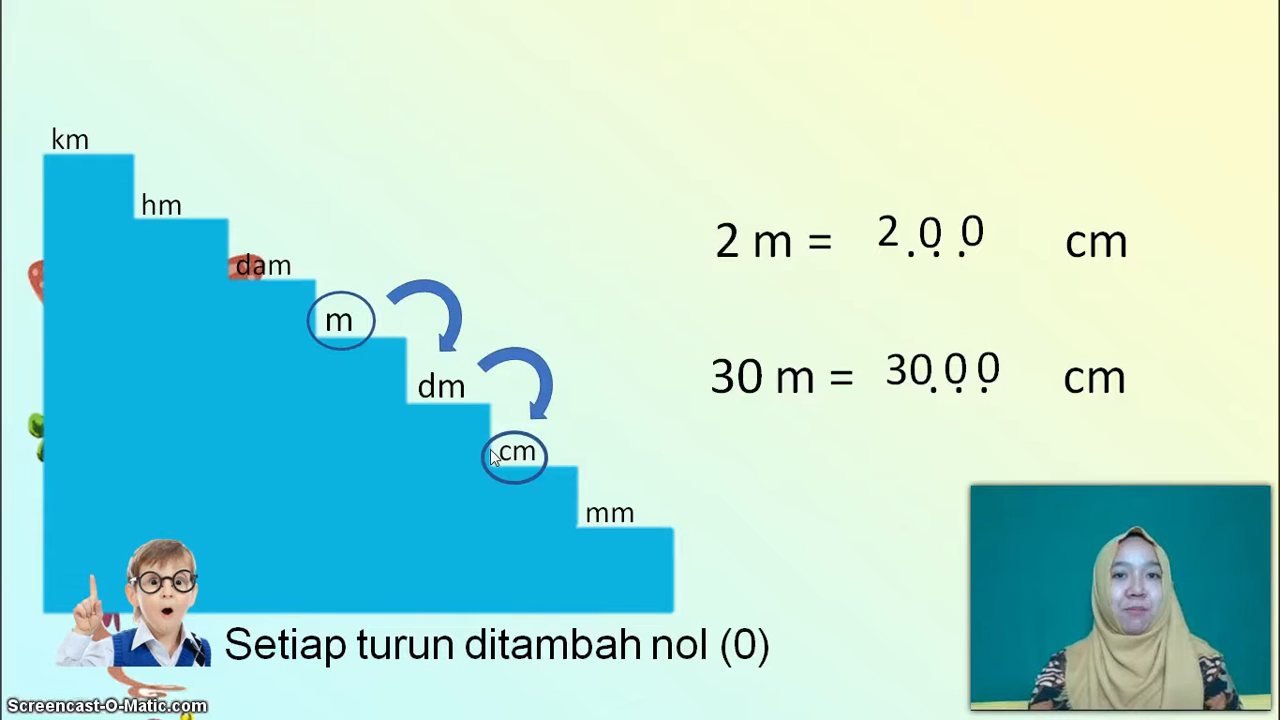 km
hm
dam
m
dm
cm
mm
2 m = 2 0 0 cm
30 m = 30 0 0 cm
Setiap turun ditambah nol (0)
Screencast-O-Matic.com